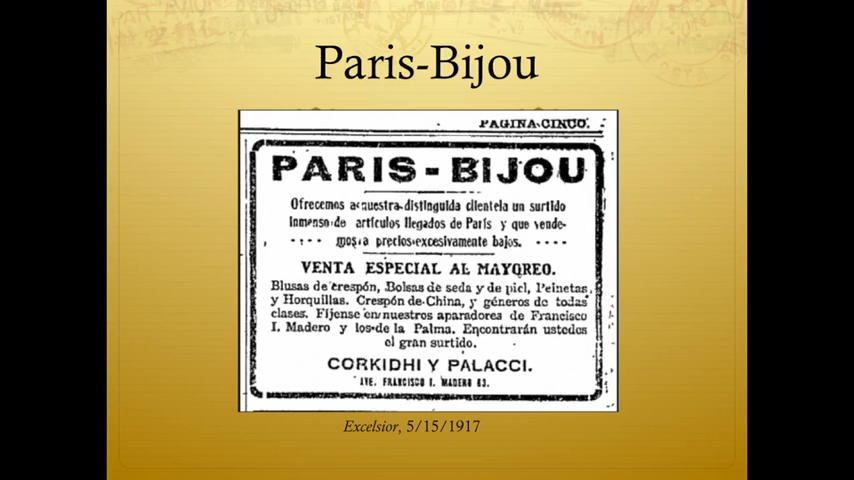 Paris-Bijou
PAGINA CINCO.
PARIS - BIJOU
Ofrecemos a nuestra distinguida clientela un surtido
inmenso de artículos llegados de París y que vende-
mos a precios excesivamente bajos.
VENTA ESPECIAL AL MAYOREO.
Blusas de crespón, Bolsas de seda y de piel, Peinetas
y Horquillas. Crespón de China, y géneros de todas
clases. Fíjense en nuestros aparadores de Francisco
I. Madero y los de la Palma. Encontrarán ustedes
el gran surtido.
CORKIDHI Y PALACCI.
AVE. FRANCISCO I. MADERO 63.
Excelsior, 5/15/1917